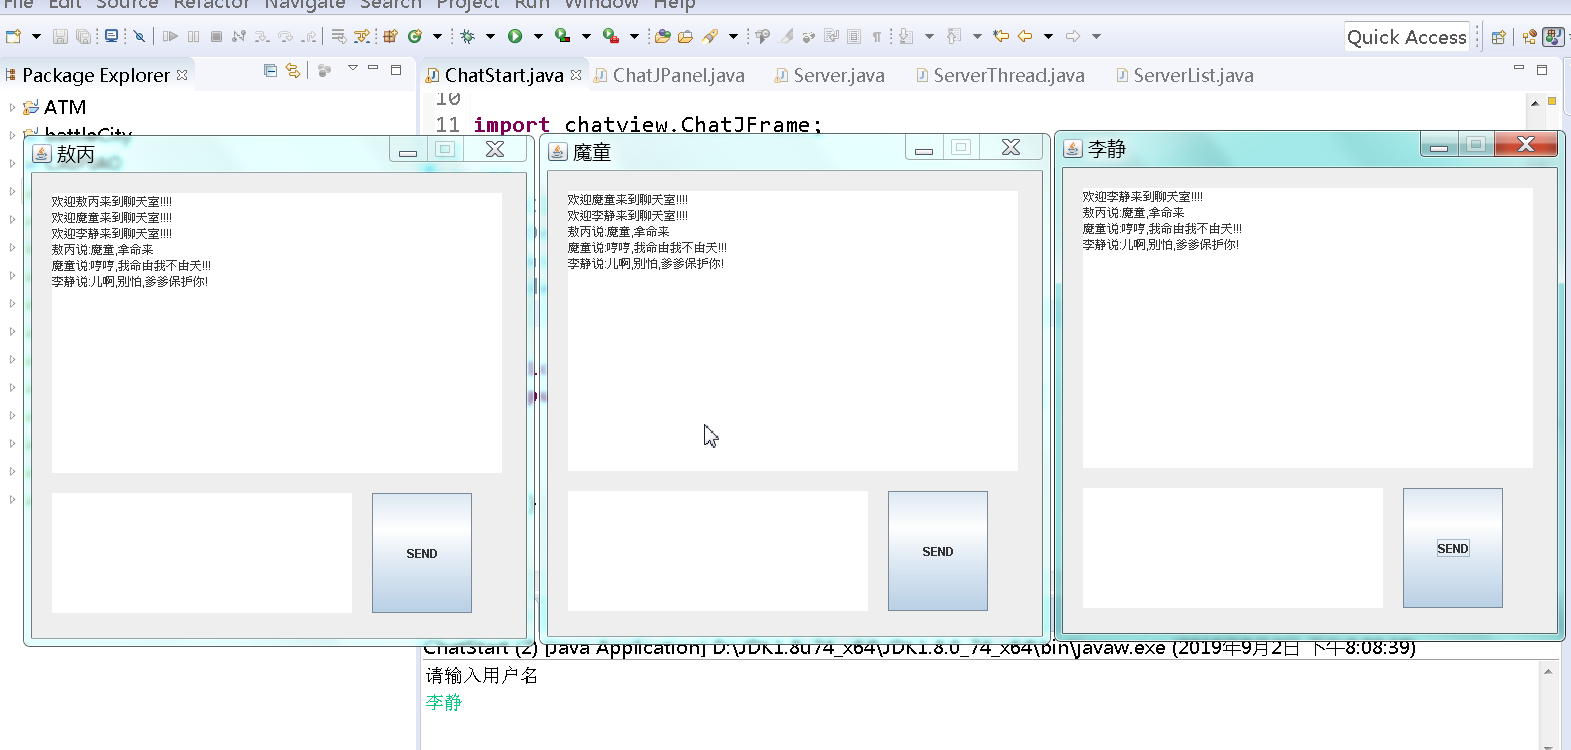 File Edit Source Refactor Navigate Search Project Run Window Help
Quick Access
Package Explorer
ChatStart.java
ChatJPanel.java
Server.java
ServerThread.java
ServerList.java
ATM
battleCity
10
11 import chatview.ChatJFrame;
敖丙
欢迎敖丙来到聊天室!!!!
欢迎魔童来到聊天室!!!!
欢迎李静来到聊天室!!!!
敖丙说:魔童,拿命来
魔童说:哼哼,我命由我不由天!!!
李静说:儿啊,别怕,爹爹保护你!
SEND
魔童
欢迎魔童来到聊天室!!!!
欢迎李静来到聊天室!!!!
敖丙说:魔童,拿命来
魔童说:哼哼,我命由我不由天!!!
李静说:儿啊,别怕,爹爹保护你!
SEND
李静
欢迎李静来到聊天室!!!!
敖丙说:魔童,拿命来
魔童说:哼哼,我命由我不由天!!!
李静说:儿啊,别怕,爹爹保护你!
SEND
ChatStart (2) [Java Application] D:\JDK1.8u74_x64\JDK1.8.0_74_x64\bin\javaw.exe (2019年9月2日 下午8:08:39)
请输入用户名
李静